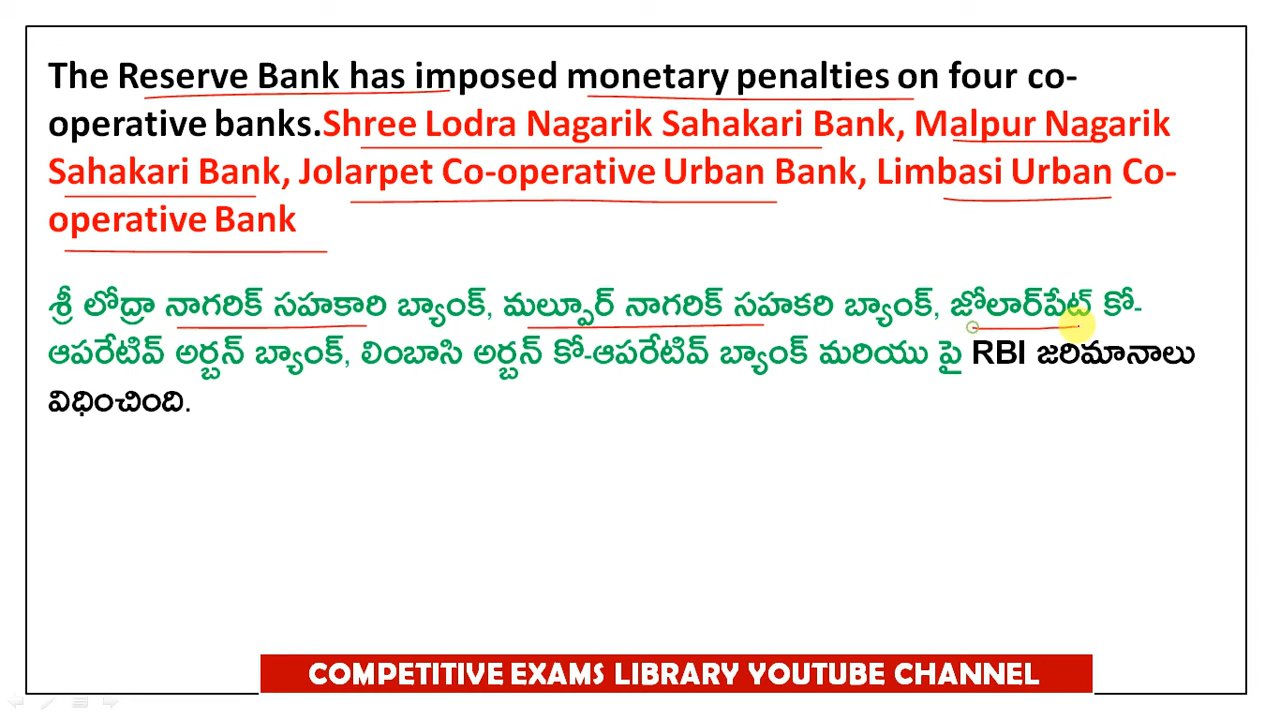 The Reserve Bank has imposed monetary penalties on four co-
operative banks.Shree Lodra Nagarik Sahakari Bank, Malpur Nagarik
Sahakari Bank, Jolarpet Co-operative Urban Bank, Limbasi Urban Co-
operative Bank
శ్రీ లోద్రా నాగరిక్ సహకారి బ్యాంక్, మల్పూర్ నాగరిక్ సహకరి బ్యాంక్, జోలార్‌పేట్ కో-
ఆపరేటివ్ అర్బన్ బ్యాంక్, లింబాసి అర్బన్ కో-ఆపరేటివ్ బ్యాంక్ మరియు పై RBI జరిమానాలు
విధించింది.
COMPETITIVE EXAMS LIBRARY YOUTUBE CHANNEL